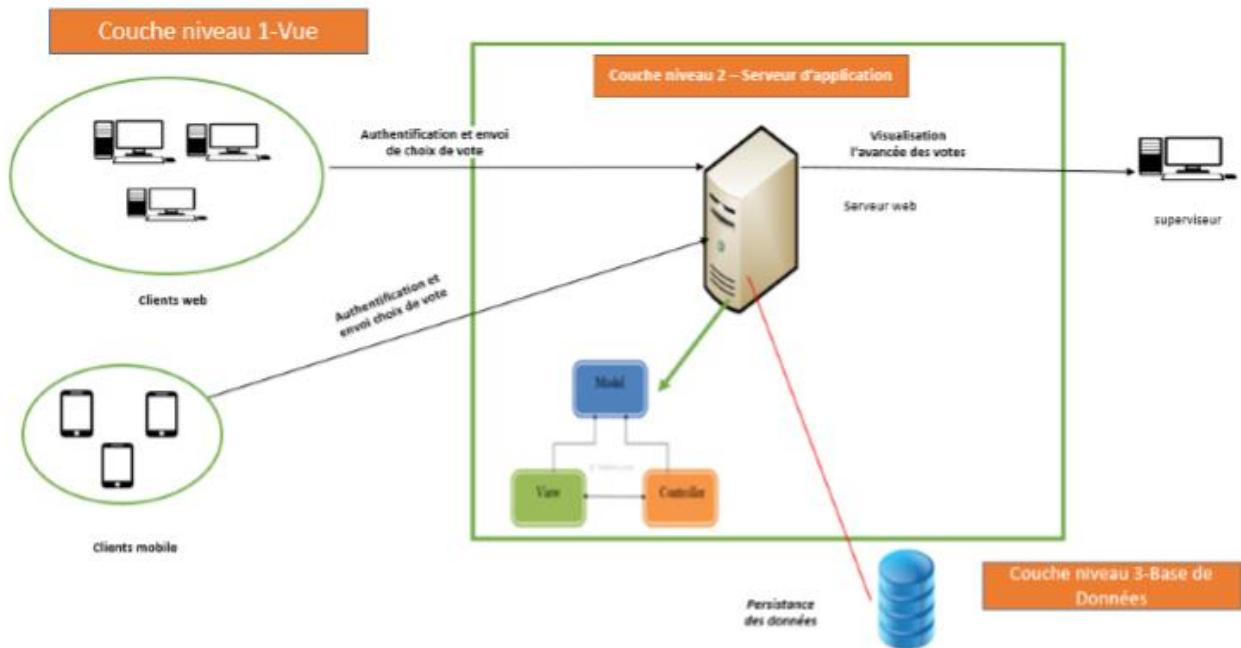 Couche niveau 1-Vue
Couche niveau 2 – Serveur d'application
Authentification et envoi
de choix de vote
Visualisation
l'avancée des votes
Serveur web
superviseur
Clients web
Authentification et
envoi choix de vote
Model
View
Controller
Clients mobile
Couche niveau 3-Base de
Données
Persistance
des données